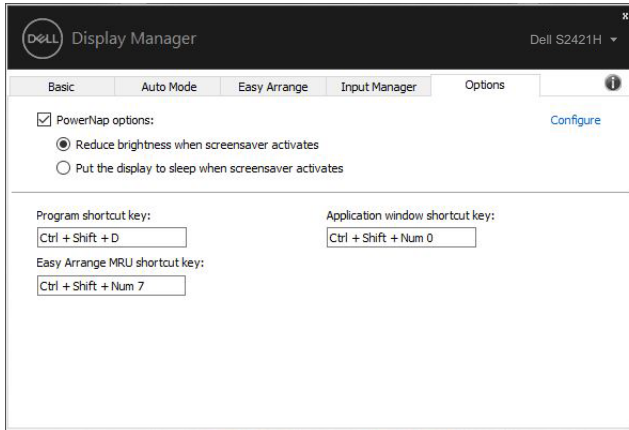 x
DELL Display Manager
Dell S2421H
Basic Auto Mode Easy Arrange Input Manager Options
PowerNap options: Configure
Reduce brightness when screensaver activates
Put the display to sleep when screensaver activates
Program shortcut key: Application window shortcut key:
Ctrl + Shift + D Ctrl + Shift + Num 0
Easy Arrange MRU shortcut key:
Ctrl + Shift + Num 7